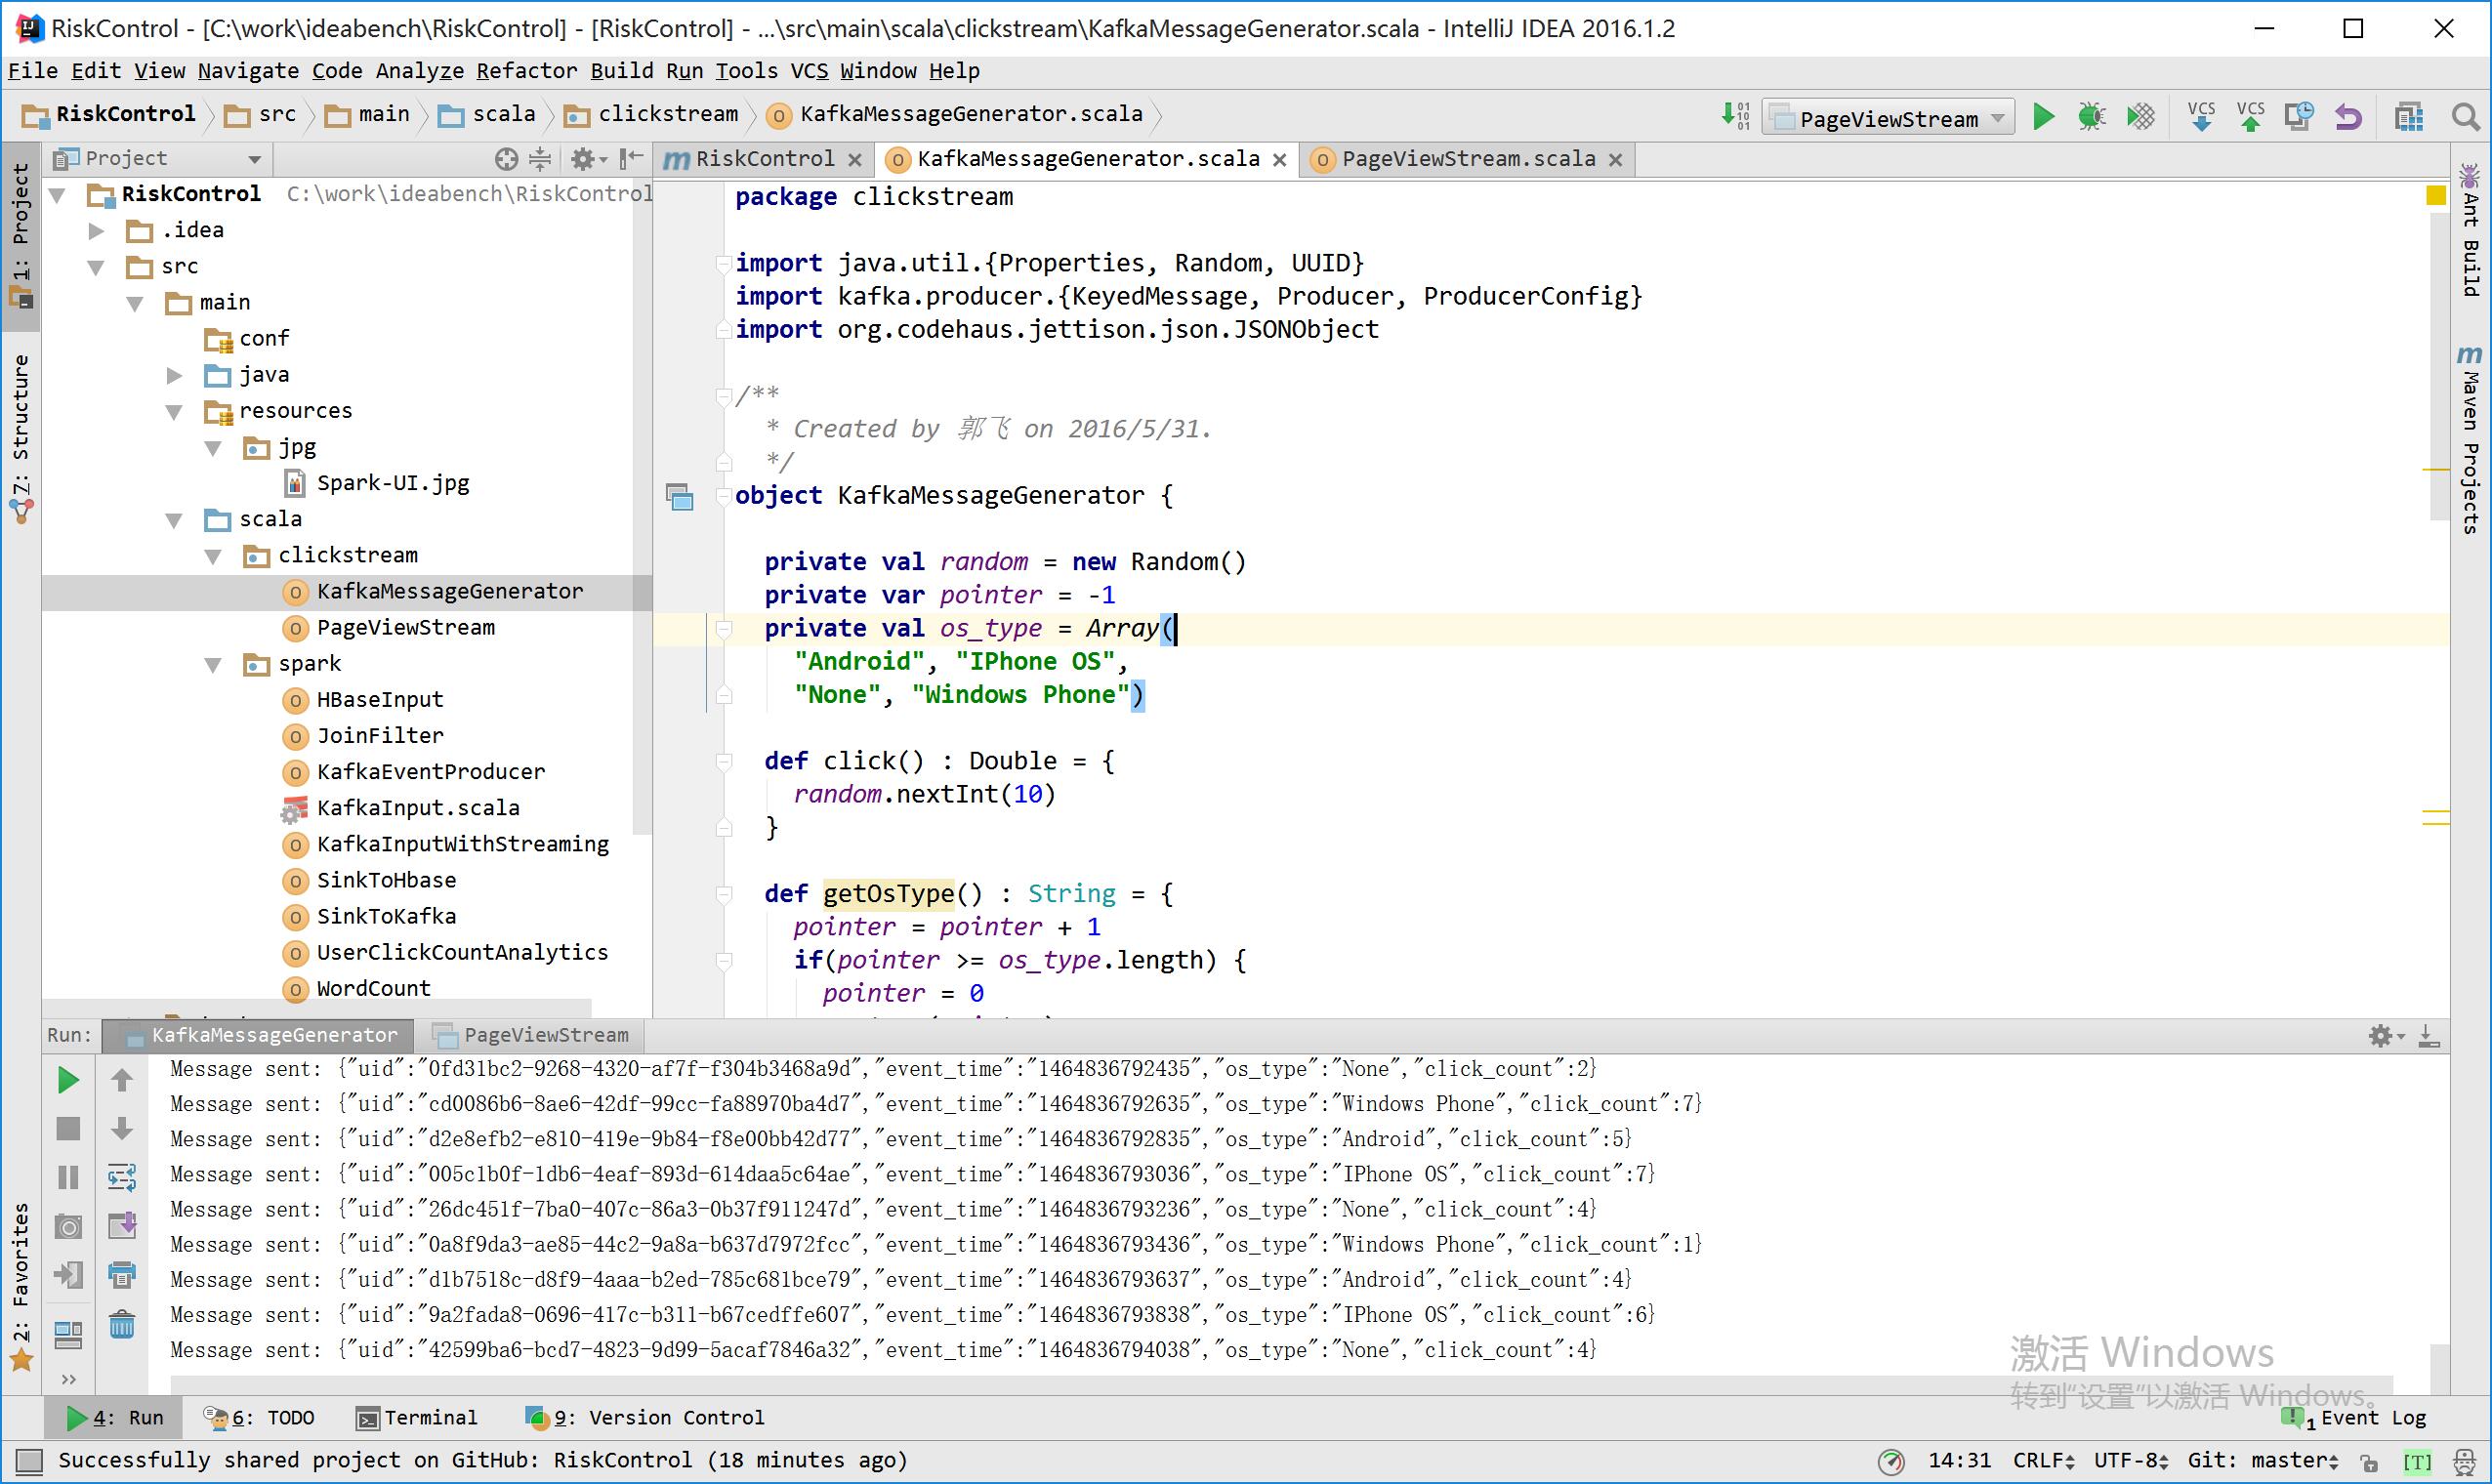 RiskControl - [C:\work\ideabench\RiskControl] - [RiskControl] - ...\src\main\scala\clickstream\KafkaMessageGenerator.scala - IntelliJ IDEA 2016.1.2
File Edit View Navigate Code Analyze Refactor Build Run Tools VCS Window Help
RiskControl src main scala clickstream KafkaMessageGenerator.scala
PageViewStream
VCS VCS
Project
RiskControl KafkaMessageGenerator.scala PageViewStream.scala
1: Project
7: Structure
2: Favorites
RiskControl C:\work\ideabench\RiskControl
.idea
src
main
conf
java
resources
jpg
Spark-UI.jpg
scala
clickstream
KafkaMessageGenerator
PageViewStream
spark
HBaseInput
JoinFilter
KafkaEventProducer
KafkaInput.scala
KafkaInputWithStreaming
SinkToHbase
SinkToKafka
UserClickCountAnalytics
WordCount
package clickstream
import java.util.{Properties, Random, UUID}
import kafka.producer.{KeyedMessage, Producer, ProducerConfig}
import org.codehaus.jettison.json.JSONObject
/**
* Created by 郭飞 on 2016/5/31.
*/
object KafkaMessageGenerator {
private val random = new Random()
private var pointer = -1
private val os_type = Array(
"Android", "IPhone OS",
"None", "Windows Phone")
def click() : Double = {
random.nextInt(10)
}
def getOsType() : String = {
pointer = pointer + 1
if(pointer >= os_type.length) {
pointer = 0
Ant Build
Maven Projects
Run: KafkaMessageGenerator PageViewStream
Message sent: {"uid":"0fd31bc2-9268-4320-af7f-f304b3468a9d","event_time":"1464836792435","os_type":"None","click_count":2}
Message sent: {"uid":"cd0086b6-8ae6-42df-99cc-fa88970ba4d7","event_time":"1464836792635","os_type":"Windows Phone","click_count":7}
Message sent: {"uid":"d2e8efb2-e810-419e-9b84-f8e00bb42d77","event_time":"1464836792835","os_type":"Android","click_count":5}
Message sent: {"uid":"005c1b0f-1db6-4eaf-893d-614daa5c64ae","event_time":"1464836793036","os_type":"IPhone OS","click_count":7}
Message sent: {"uid":"26dc451f-7ba0-407c-86a3-0b37f911247d","event_time":"1464836793236","os_type":"None","click_count":4}
Message sent: {"uid":"0a8f9da3-ae85-44c2-9a8a-b637d7972fcc","event_time":"1464836793436","os_type":"Windows Phone","click_count":1}
Message sent: {"uid":"d1b7518c-d8f9-4aaa-b2ed-785c681bce79","event_time":"1464836793637","os_type":"Android","click_count":4}
Message sent: {"uid":"9a2fada8-0696-417c-b311-b67cedffe607","event_time":"1464836793838","os_type":"IPhone OS","click_count":6}
Message sent: {"uid":"42599ba6-bcd7-4823-9d99-5acaf7846a32","event_time":"1464836794038","os_type":"None","click_count":4}
激活 Windows
转到"设置"以激活 Windows。
4: Run 6: TODO Terminal 9: Version Control 1 Event Log
Successfully shared project on GitHub: RiskControl (18 minutes ago) 14:31 CRLF UTF-8 Git: master [T]